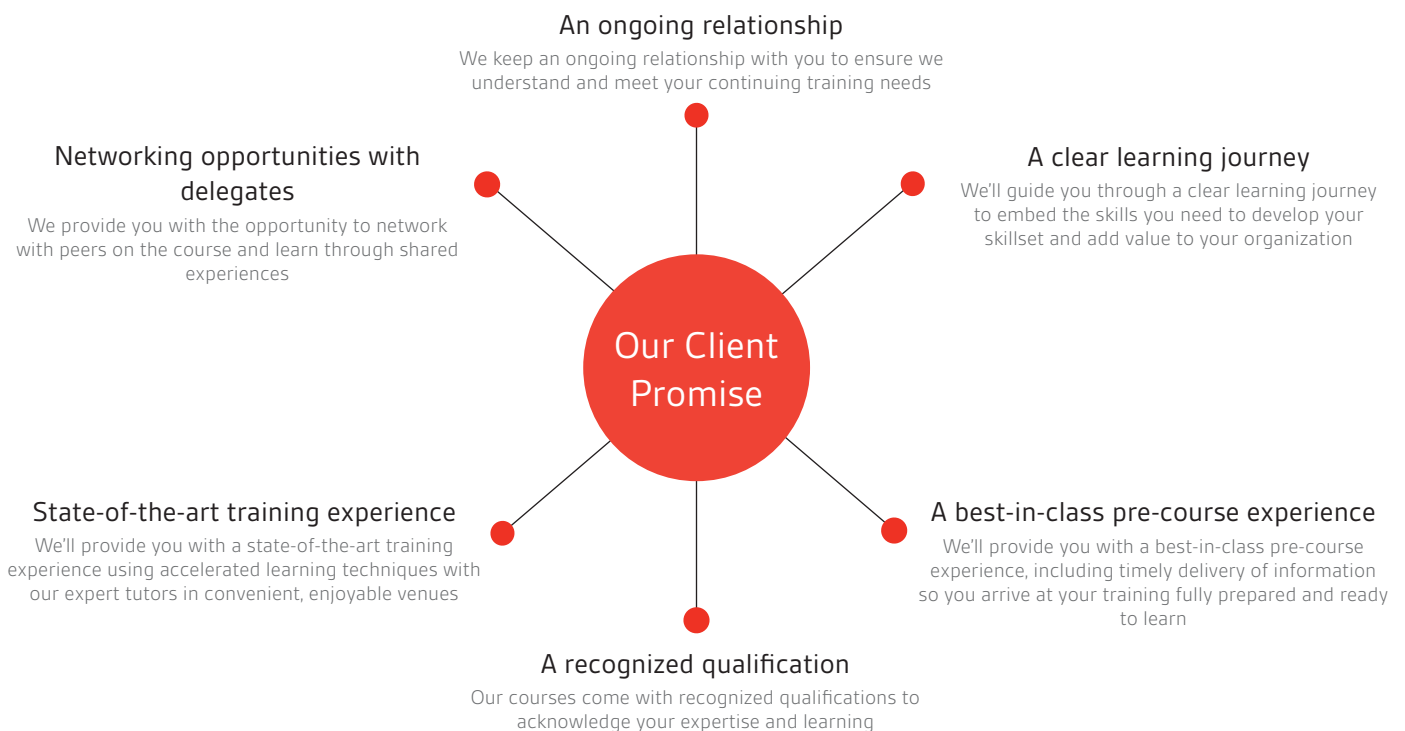 An ongoing relationship
We keep an ongoing relationship with you to ensure we
understand and meet your continuing training needs
Networking opportunities with
delegates
We provide you with the opportunity to network
with peers on the course and learn through shared
experiences
A clear learning journey
We'll guide you through a clear learning journey
to embed the skills you need to develop your
skillset and add value to your organization
Our Client
Promise
State-of-the-art training experience
We'll provide you with a state-of-the-art training
experience using accelerated learning techniques with
our expert tutors in convenient, enjoyable venues
A best-in-class pre-course experience
We'll provide you with a best-in-class pre-course
experience, including timely delivery of information
so you arrive at your training fully prepared and ready
to learn
A recognized qualification
Our courses come with recognized qualifications to
acknowledge your expertise and learning